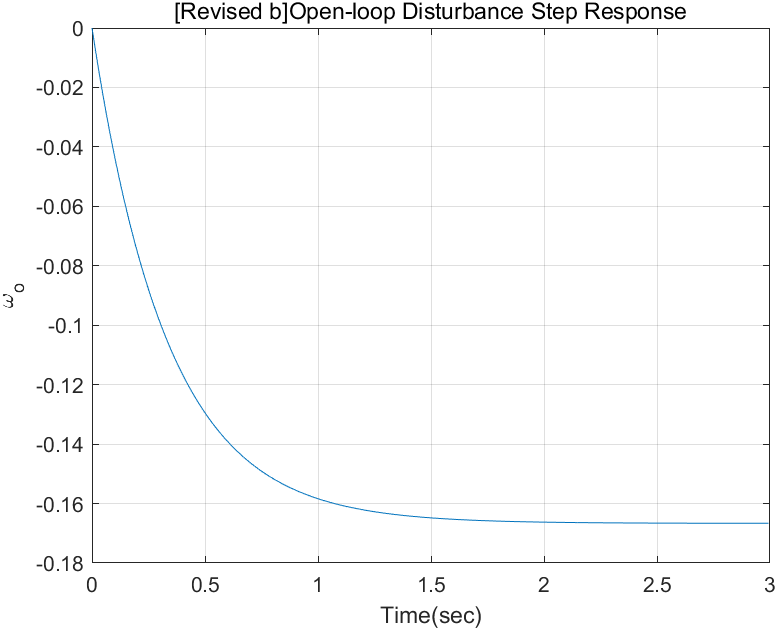 [Revised b]Open-loop Disturbance Step Response
0
-0.02
-0.04
-0.06
-0.08
-0.1
-0.12
-0.14
-0.16
-0.18
ωo
0 0.5 1 1.5 2 2.5 3
Time(sec)